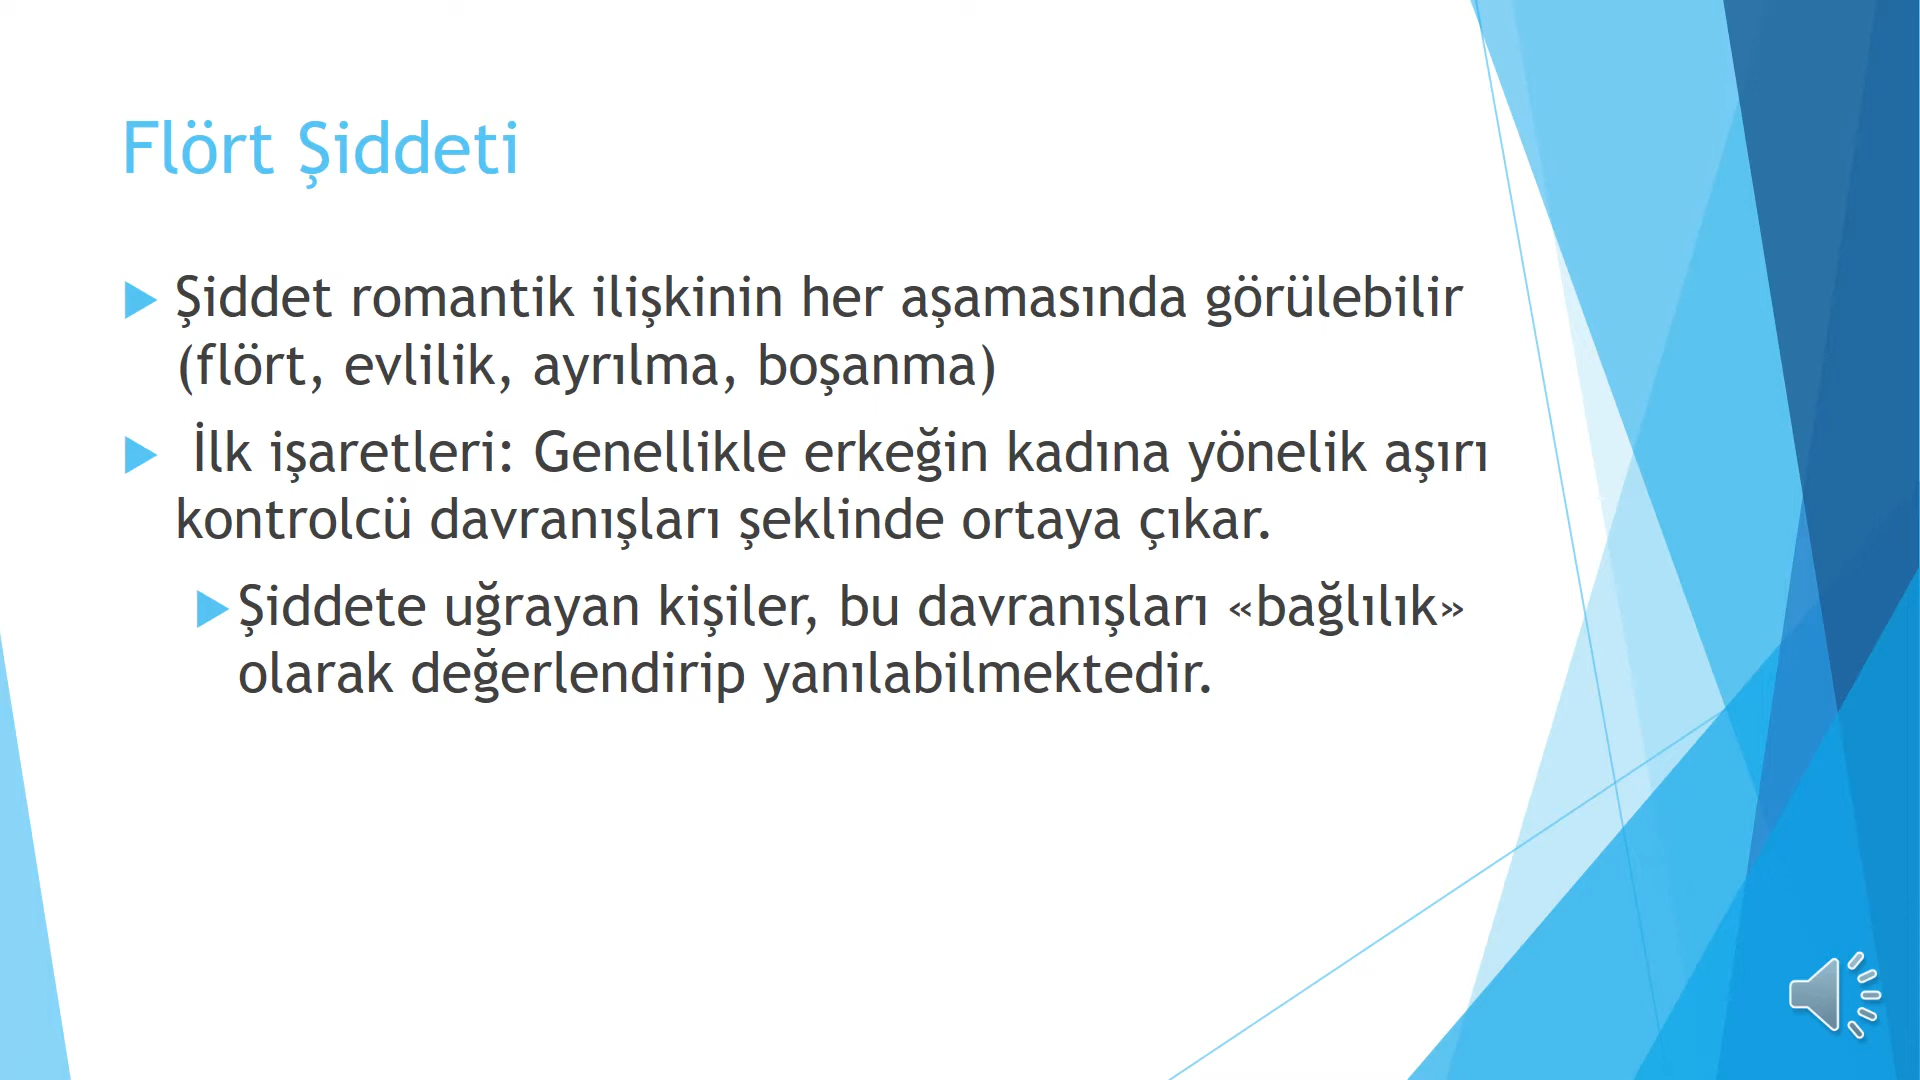 Flört Şiddeti
Şiddet romantik ilişkinin her aşamasında görülebilir
(flört, evlilik, ayrılma, boşanma)
İlk işaretleri: Genellikle erkeğin kadına yönelik aşırı
kontrolcü davranışları şeklinde ortaya çıkar.
Şiddete uğrayan kişiler, bu davranışları «bağlılık»
olarak değerlendirip yanılabilmektedir.